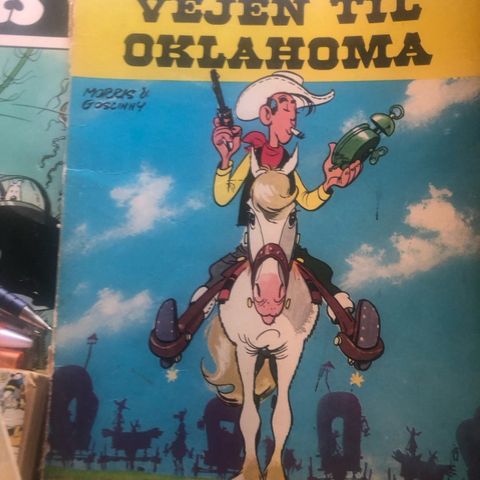 VEJEN TIL
OKLAHOMA
MORRIS &
GOSCINNY